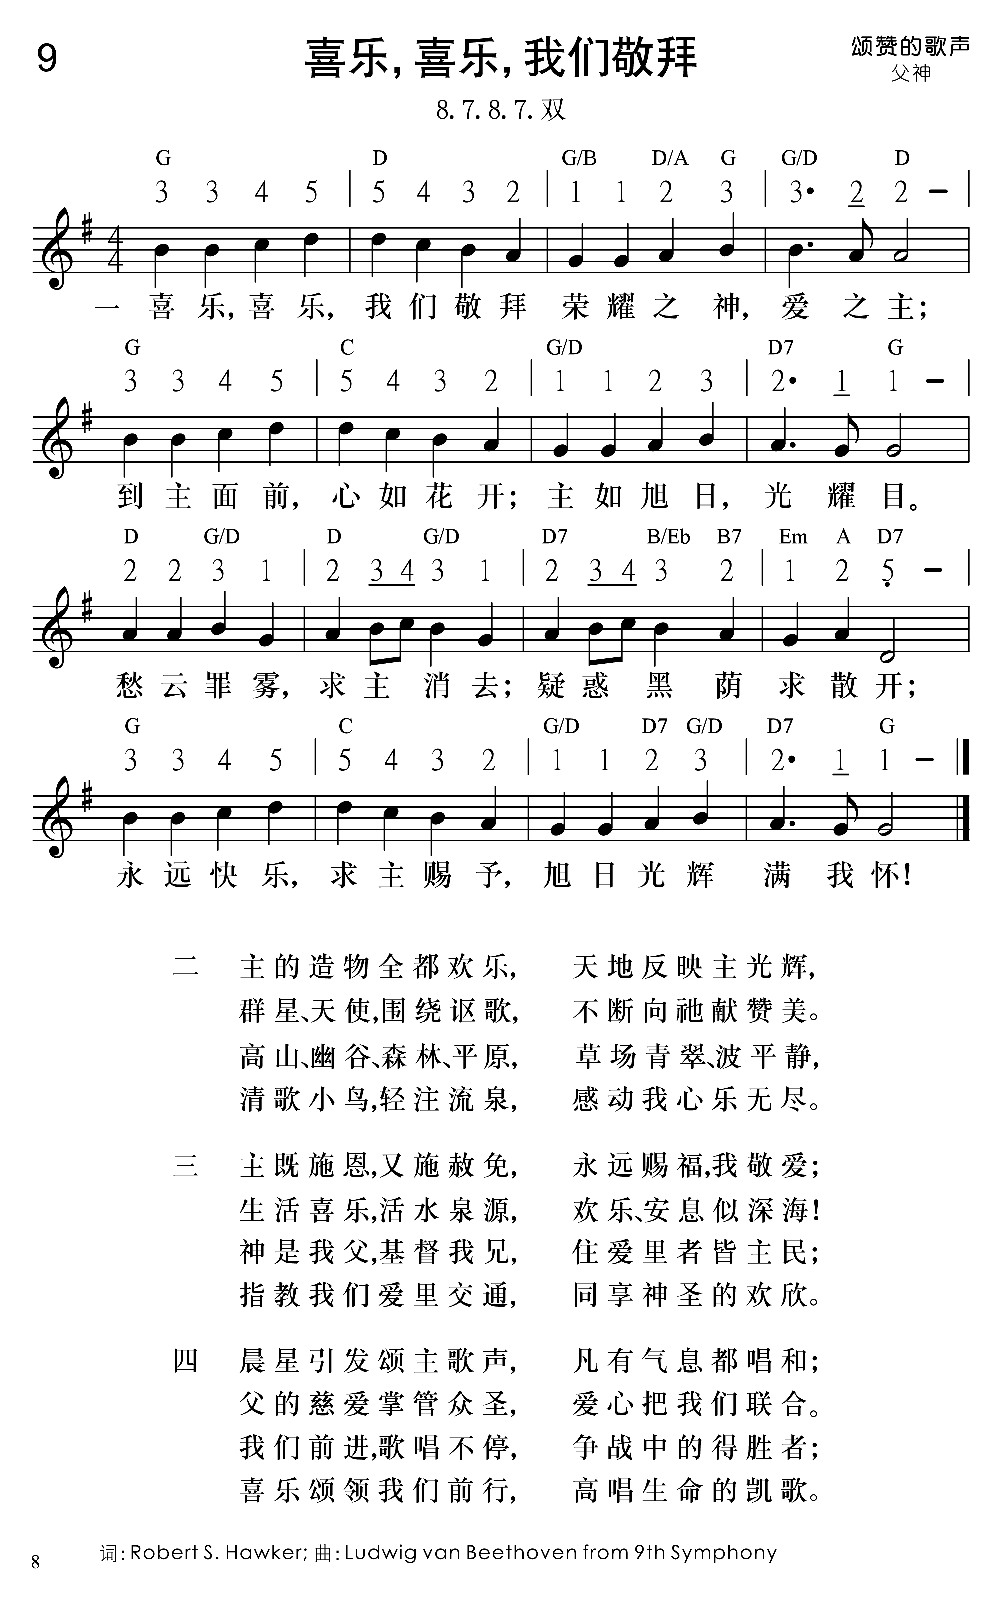 9
喜乐,喜乐,我们敬拜
颂赞的歌声
父神
8.7.8.7.双
G D G/B D/A G G/D D
3 3 4 5 | 5 4 3 2 | 1 1 2 3 | 3· 2 2 – |
4/4
一 喜乐,喜乐,我们敬拜荣耀之神,爱之主;
G C G/D D7 G
3 3 4 5 | 5 4 3 2 | 1 1 2 3 | 2· 1 1 – |
到主面前,心如花开;主如旭日,光耀目。
D G/D D G/D D7 B/Eb B7 Em A D7
2 2 3 1 | 2 3 4 3 1 | 2 3 4 3 2 | 1 2 5̣ – |
愁云罪雾,求主消去;疑惑黑荫求散开;
G C G/D D7 G/D D7 G
3 3 4 5 | 5 4 3 2 | 1 1 2 3 | 2· 1 1 – ‖
永远快乐,求主赐予,旭日光辉满我怀!
二 主的造物全都欢乐, 天地反映主光辉,
群星、天使,围绕讴歌, 不断向祂献赞美。
高山、幽谷、森林、平原, 草场青翠、波平静,
清歌小鸟,轻注流泉, 感动我心乐无尽。
三 主既施恩,又施赦免, 永远赐福,我敬爱;
生活喜乐,活水泉源, 欢乐、安息似深海!
神是我父,基督我兄, 住爱里者皆主民;
指教我们爱里交通, 同享神圣的欢欣。
四 晨星引发颂主歌声, 凡有气息都唱和;
父的慈爱掌管众圣, 爱心把我们联合。
我们前进,歌唱不停, 争战中的得胜者;
喜乐颂领我们前行, 高唱生命的凯歌。
词:Robert S. Hawker; 曲:Ludwig van Beethoven from 9th Symphony
8